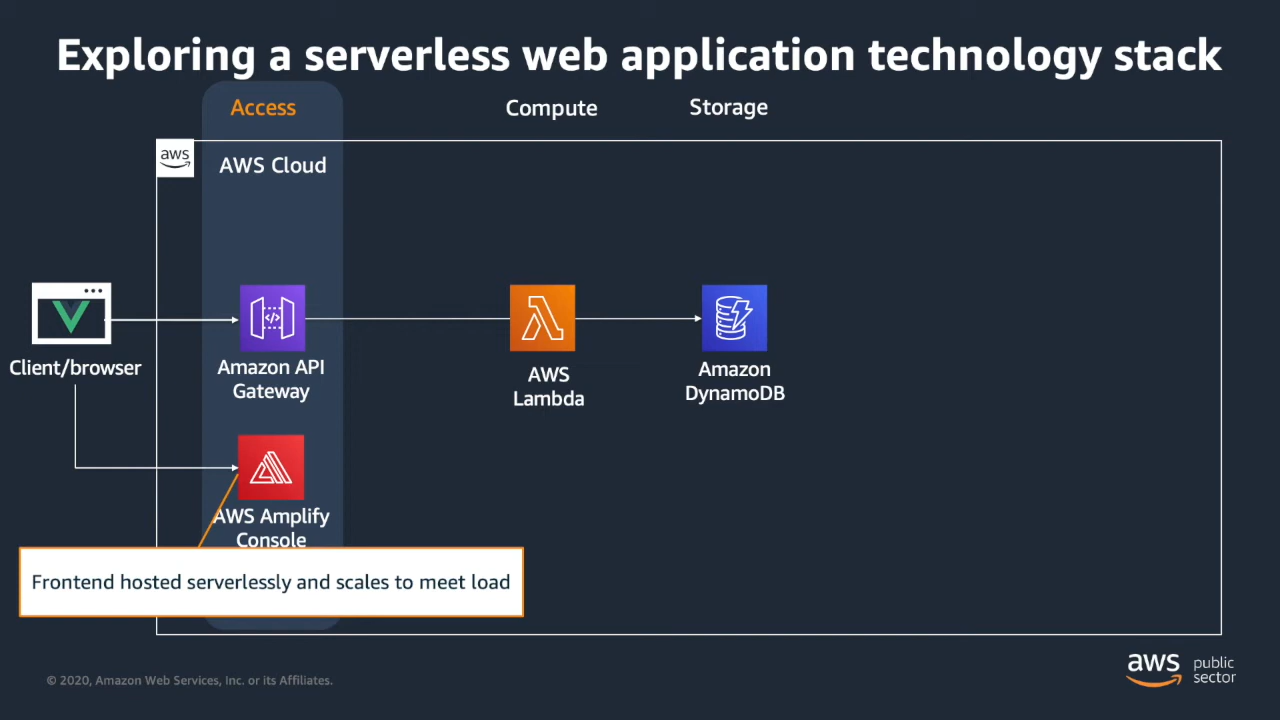 Exploring a serverless web application technology stack
Access
Compute
Storage
aws
AWS Cloud
Client/browser
Amazon API
Gateway
AWS
Lambda
Amazon
DynamoDB
AWS Amplify
Console
Frontend hosted serverlessly and scales to meet load
© 2020, Amazon Web Services, Inc. or its Affiliates.
aws public
sector